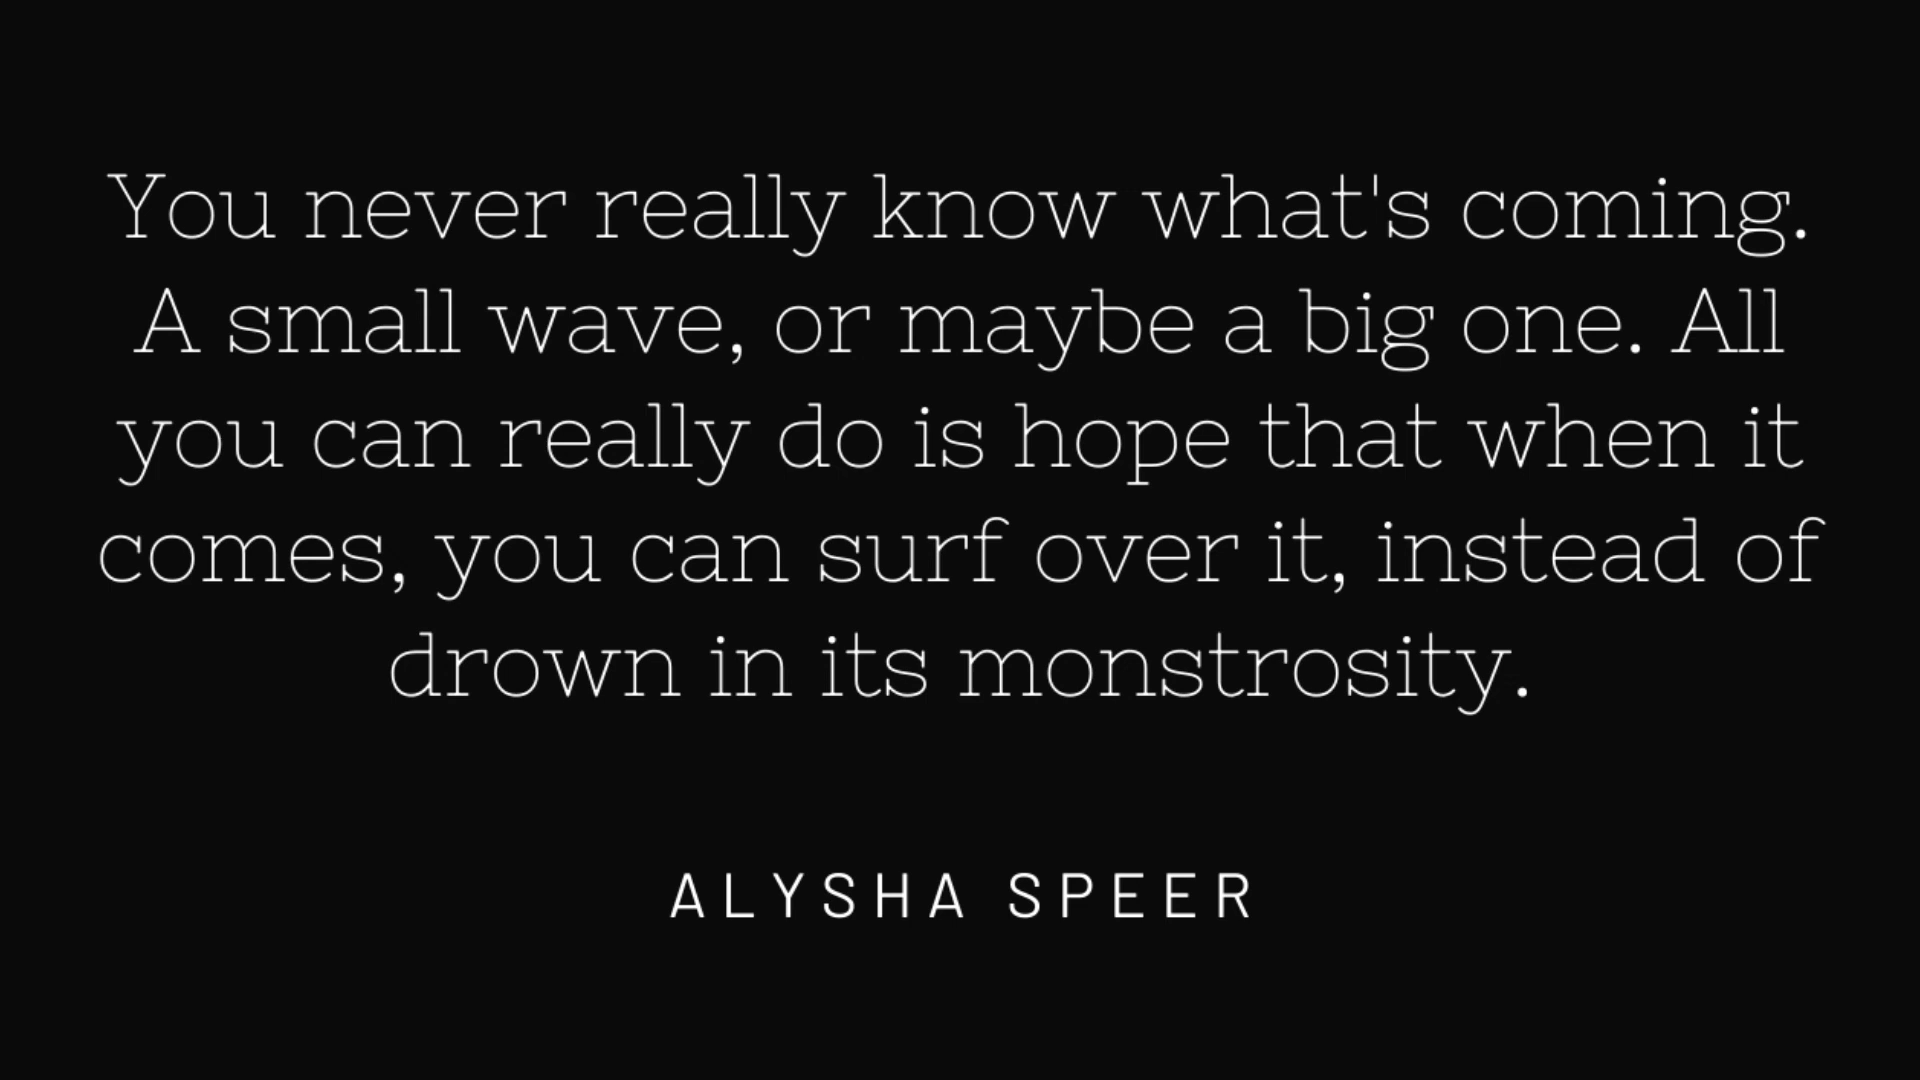 You never really know what's coming.
A small wave, or maybe a big one. All
you can really do is hope that when it
comes, you can surf over it, instead of
drown in its monstrosity.
ALYSHA SPEER